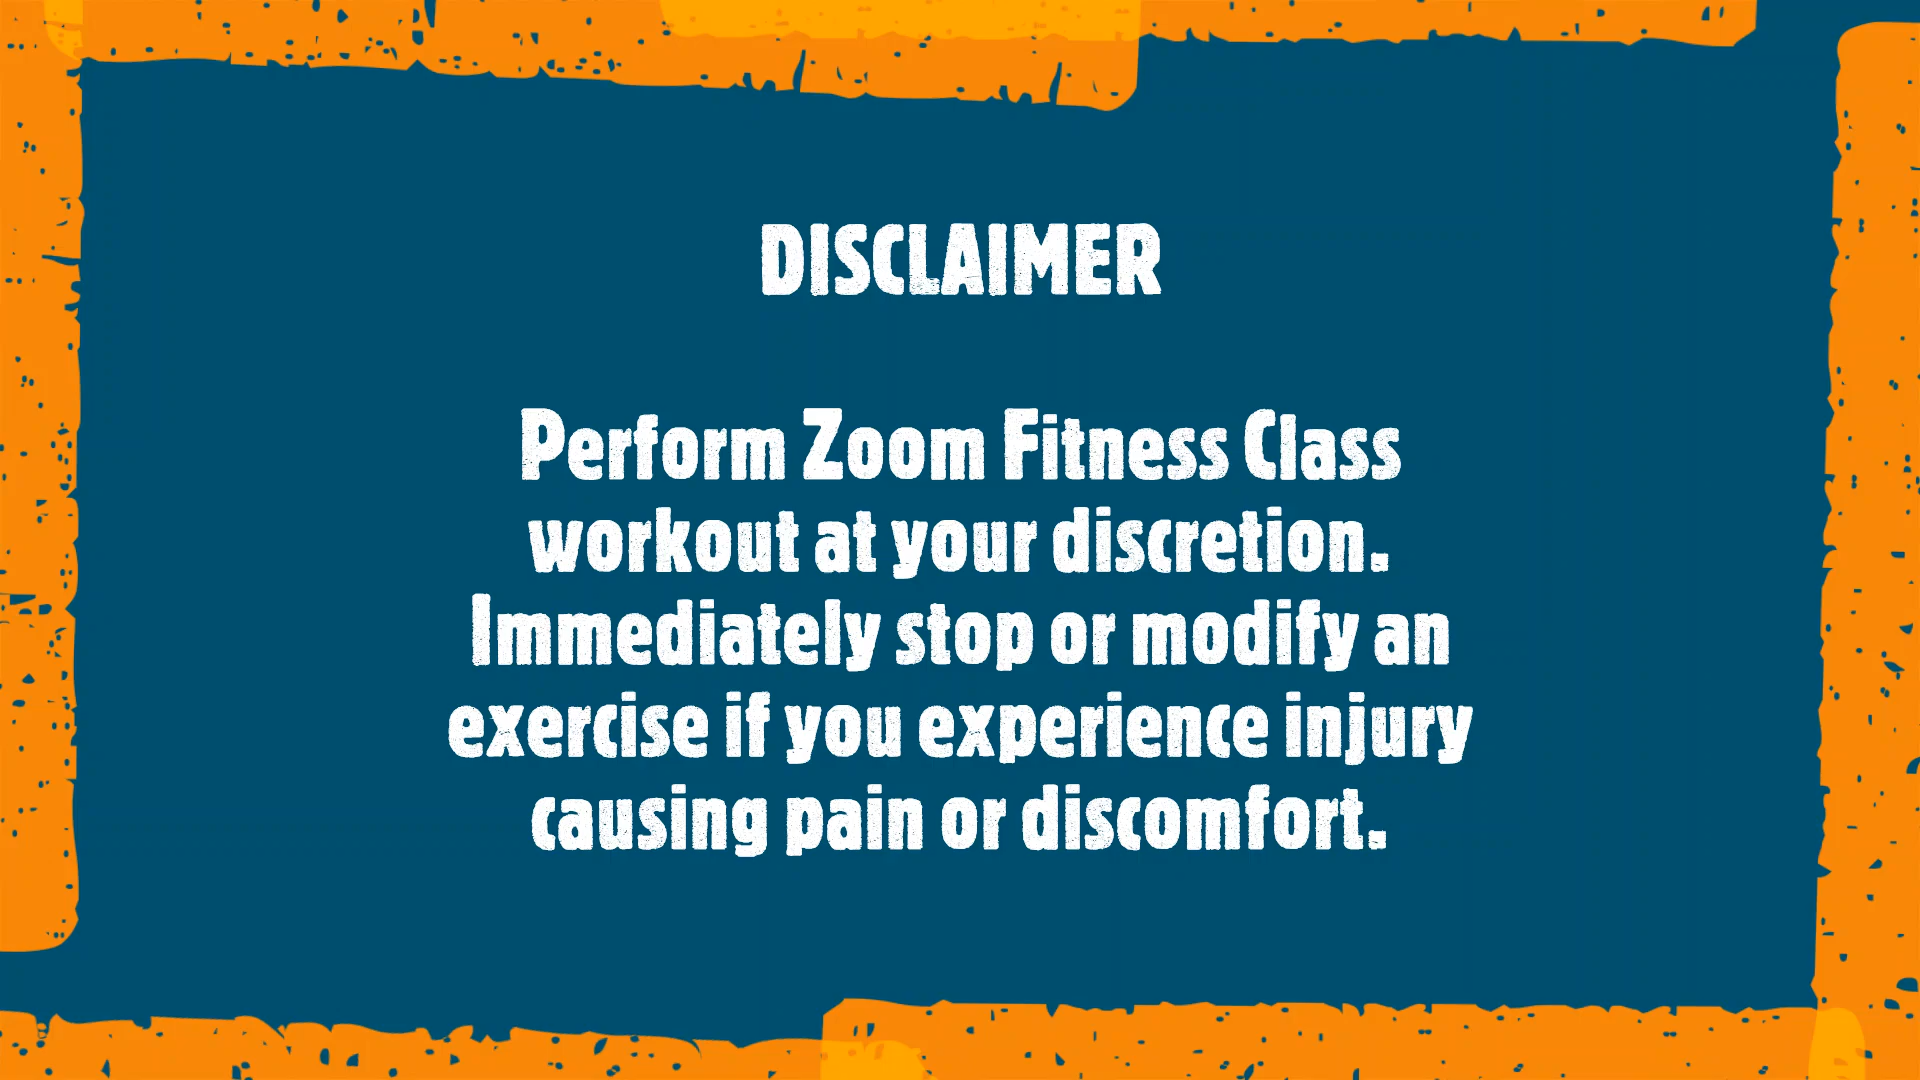 DISCLAIMER
Perform Zoom Fitness Class
workout at your discretion.
Immediately stop or modify an
exercise if you experience injury
causing pain or discomfort.